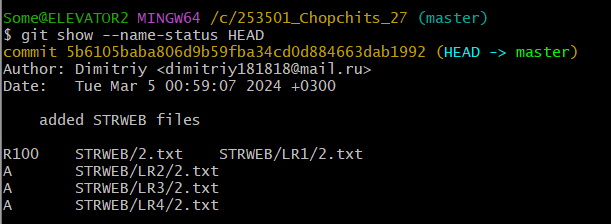 Some@ELEVATOR2 MINGW64 /c/253501_Chopchits_27 (master)
$ git show --name-status HEAD
commit 5b6105baba806d9b59fba34cd0d884663dab1992 (HEAD -> master)
Author: Dimitriy <dimitriy181818@mail.ru>
Date:   Tue Mar 5 00:59:07 2024 +0300
    added STRWEB files
R100    STRWEB/2.txt    STRWEB/LR1/2.txt
A       STRWEB/LR2/2.txt
A       STRWEB/LR3/2.txt
A       STRWEB/LR4/2.txt